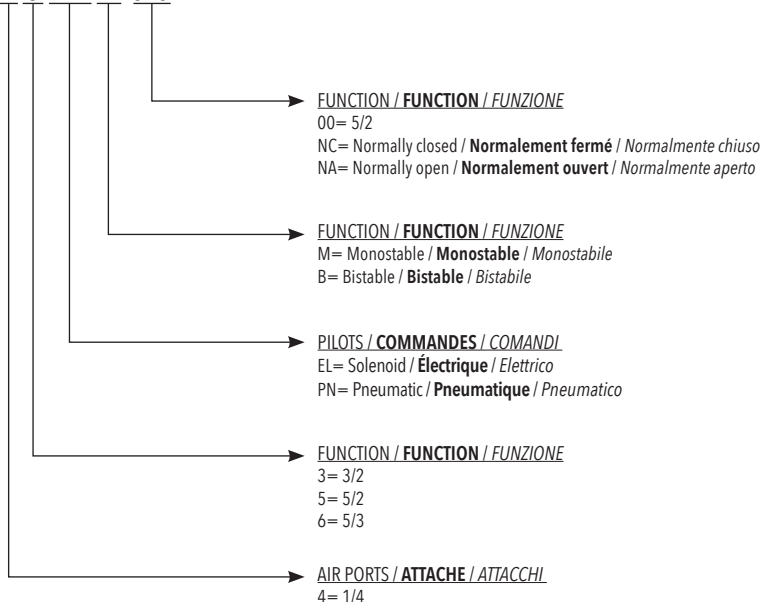 FUNCTION / FUNCTION / FUNZIONE
00= 5/2
NC= Normally closed / Normalement fermé / Normalmente chiuso
NA= Normally open / Normalement ouvert / Normalmente aperto
FUNCTION / FUNCTION / FUNZIONE
M= Monostable / Monostable / Monostabile
B= Bistable / Bistable / Bistabile
PILOTS / COMMANDES / COMANDI
EL= Solenoid / Électrique / Elettrico
PN= Pneumatic / Pneumatique / Pneumatico
FUNCTION / FUNCTION / FUNZIONE
3= 3/2
5= 5/2
6= 5/3
AIR PORTS / ATTACHE / ATTACCHI
4= 1/4